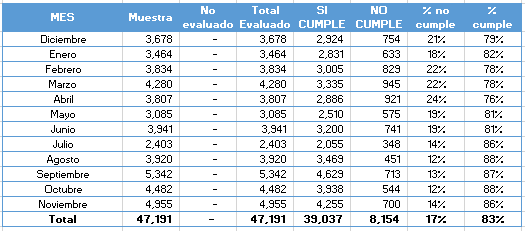 MES Muestra No evaluado Total Evaluado SI CUMPLE NO CUMPLE % no cumple % cumple
Diciembre 3,678 - 3,678 2,924 754 21% 79%
Enero 3,464 - 3,464 2,831 633 18% 82%
Febrero 3,834 - 3,834 3,005 829 22% 78%
Marzo 4,280 - 4,280 3,335 945 22% 78%
Abril 3,807 - 3,807 2,886 921 24% 76%
Mayo 3,085 - 3,085 2,510 575 19% 81%
Junio 3,941 - 3,941 3,200 741 19% 81%
Julio 2,403 - 2,403 2,055 348 14% 86%
Agosto 3,920 - 3,920 3,469 451 12% 88%
Septiembre 5,342 - 5,342 4,629 713 13% 87%
Octubre 4,482 - 4,482 3,938 544 12% 88%
Noviembre 4,955 - 4,955 4,255 700 14% 86%
Total 47,191 - 47,191 39,037 8,154 17% 83%